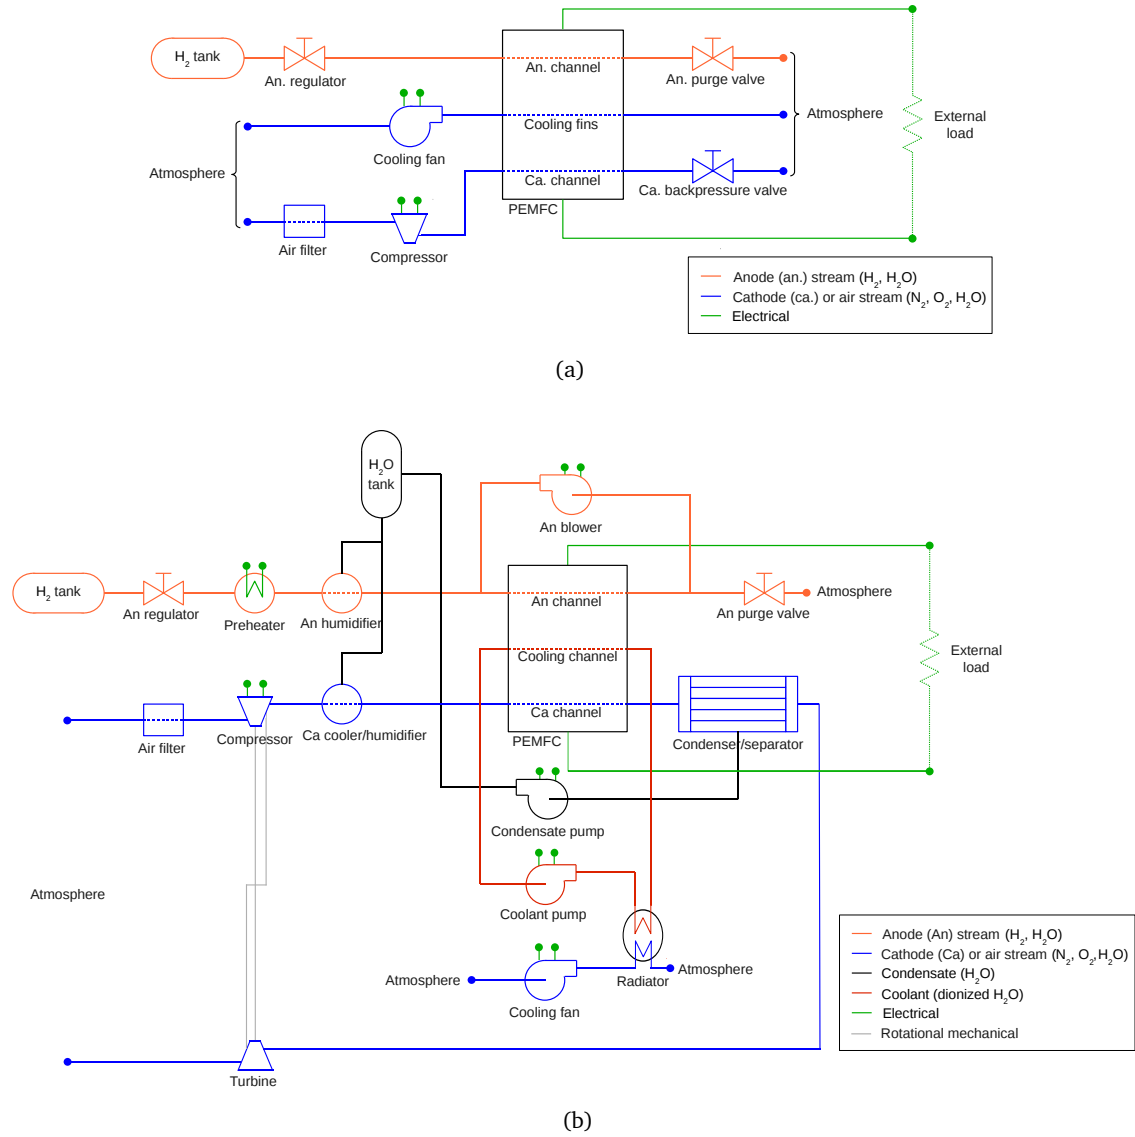 H2 tank
An. regulator
An. channel
An. purge valve
Cooling fan
Cooling fins
Atmosphere
External
load
Atmosphere
Ca. channel
Ca. backpressure valve
PEMFC
Air filter
Compressor
Anode (an.) stream (H2, H2O)
Cathode (ca.) or air stream (N2, O2, H2O)
Electrical
(a)
H2O
tank
An blower
H2 tank
An regulator
Preheater
An humidifier
An channel
An purge valve
Atmosphere
Cooling channel
External
load
Air filter
Compressor
Ca cooler/humidifier
Ca channel
PEMFC
Condenser/separator
Condensate pump
Atmosphere
Coolant pump
Atmosphere
Cooling fan
Radiator
Atmosphere
Turbine
Anode (An) stream (H2, H2O)
Cathode (Ca) or air stream (N2, O2, H2O)
Condensate (H2O)
Coolant (dionized H2O)
Electrical
Rotational mechanical
(b)